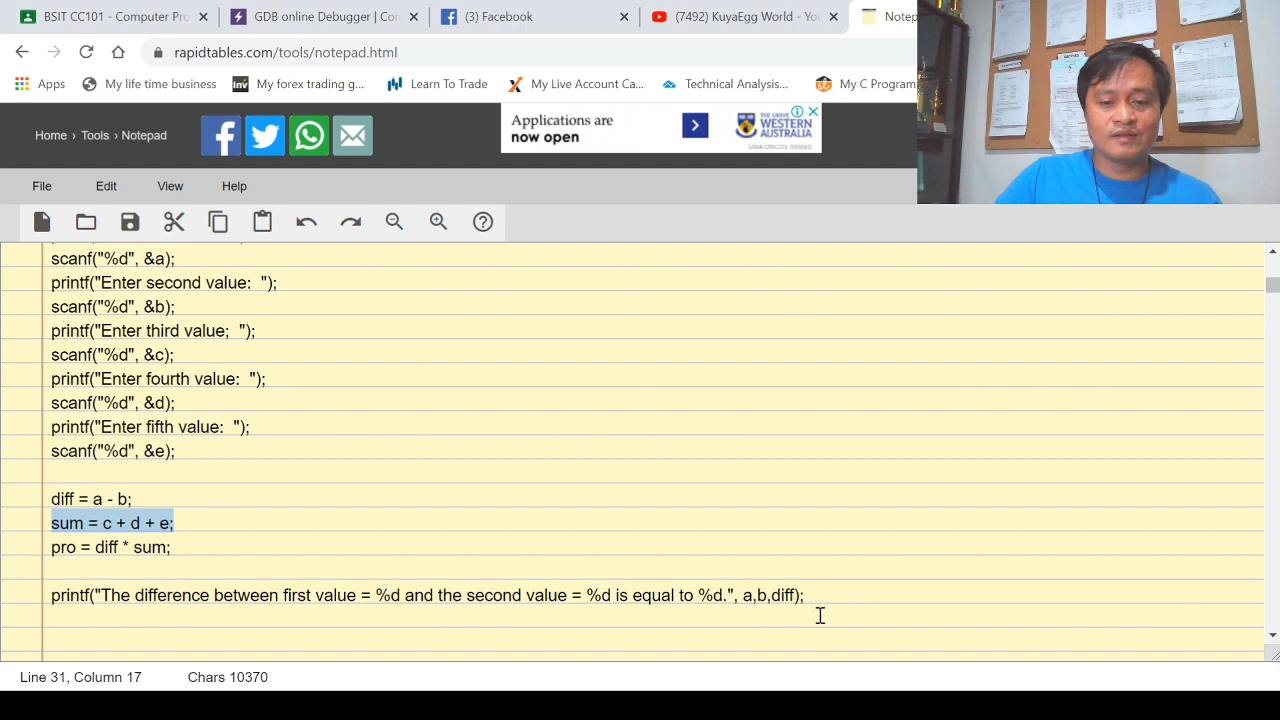 BSIT CC101 - Computer Pro
GDB online Debugger | Con
(3) Facebook
(7492) KuyaEgg World - Yo
Notep
rapidtables.com/tools/notepad.html
Apps
My life time business
My forex trading g...
Learn To Trade
My Live Account Ca...
Technical Analysis...
My C Program
Home › Tools › Notepad
Applications are
now open
THE UNIV. OF
WESTERN
AUSTRALIA
UWA CRICOS-00126G
File
Edit
View
Help
scanf("%d", &a);
printf("Enter second value:  ");
scanf("%d", &b);
printf("Enter third value;  ");
scanf("%d", &c);
printf("Enter fourth value:  ");
scanf("%d", &d);
printf("Enter fifth value:  ");
scanf("%d", &e);
diff = a - b;
sum = c + d + e;
pro = diff * sum;
printf("The difference between first value = %d and the second value = %d is equal to %d.", a,b,diff);
Line 31, Column 17
Chars 10370